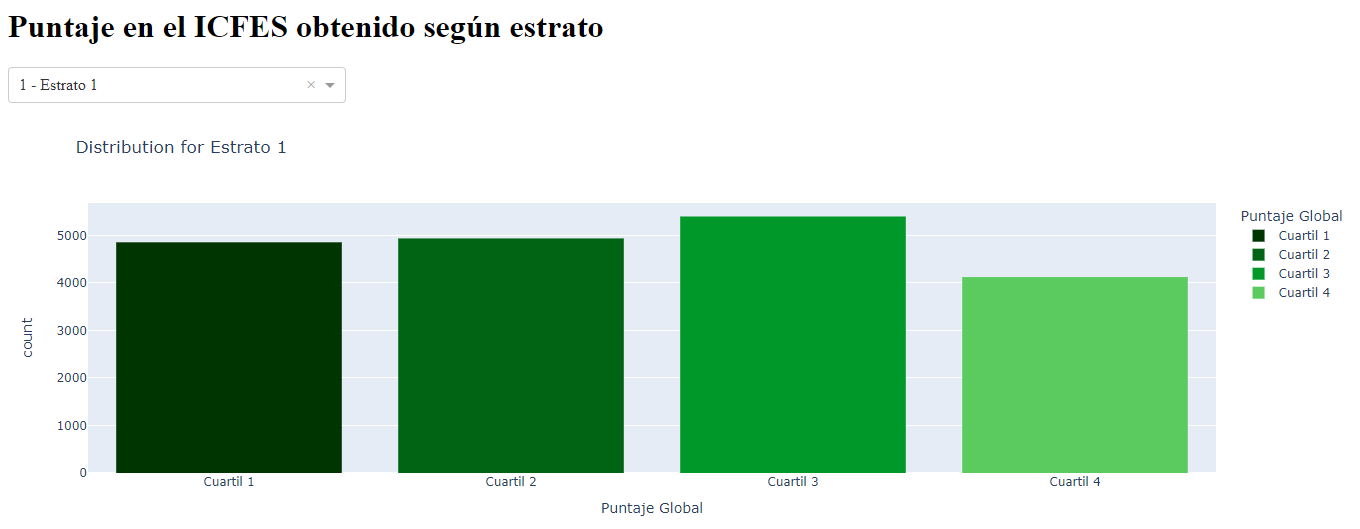 Puntaje en el ICFES obtenido según estrato
1 - Estrato 1
×
Distribution for Estrato 1
Puntaje Global
Cuartil 1
Cuartil 2
Cuartil 3
Cuartil 4
count
5000
4000
3000
2000
1000
0
Cuartil 1 Cuartil 2 Cuartil 3 Cuartil 4
Puntaje Global